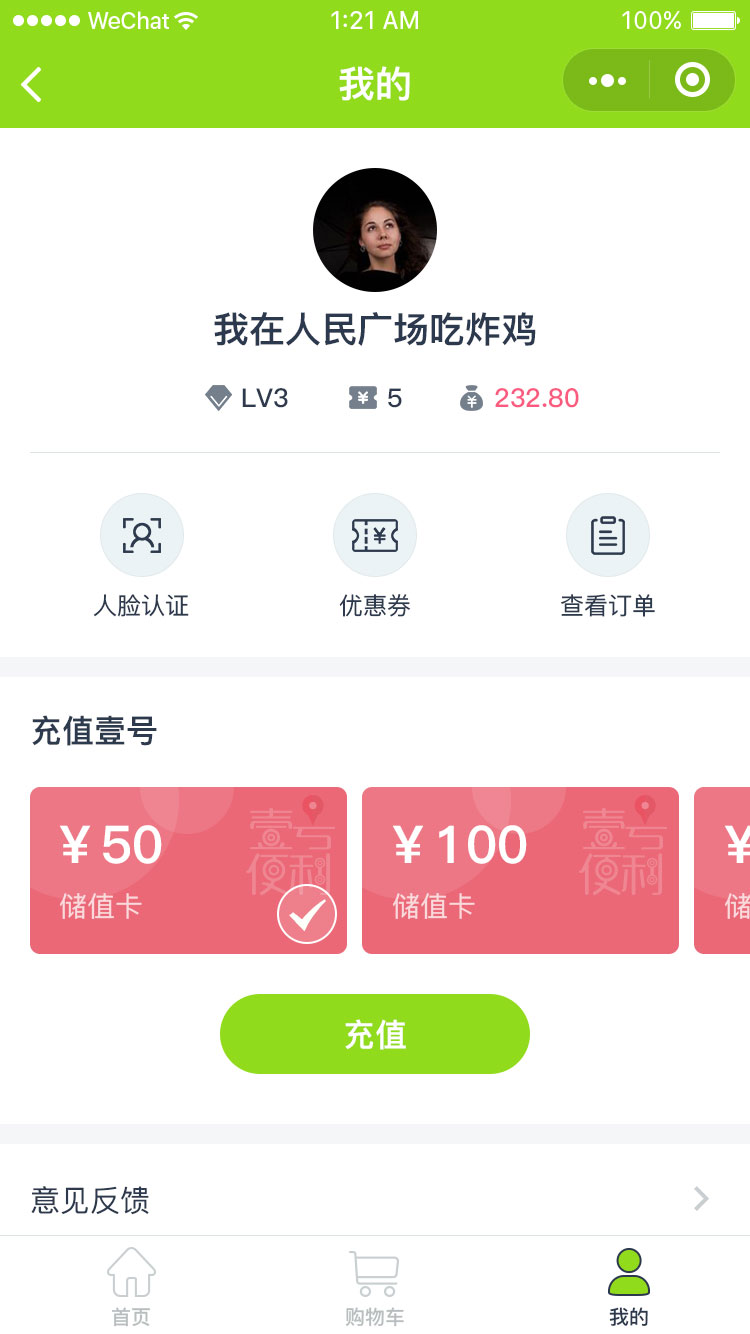 WeChat 1:21 AM 100%
我的
我在人民广场吃炸鸡
LV3 ¥ 5 ¥ 232.80
¥
人脸认证 优惠券 查看订单
充值壹号
¥50 ¥100 ¥
壹号 壹号
便利 便利
储值卡 储值卡 储
充值
意见反馈
首页 购物车 我的